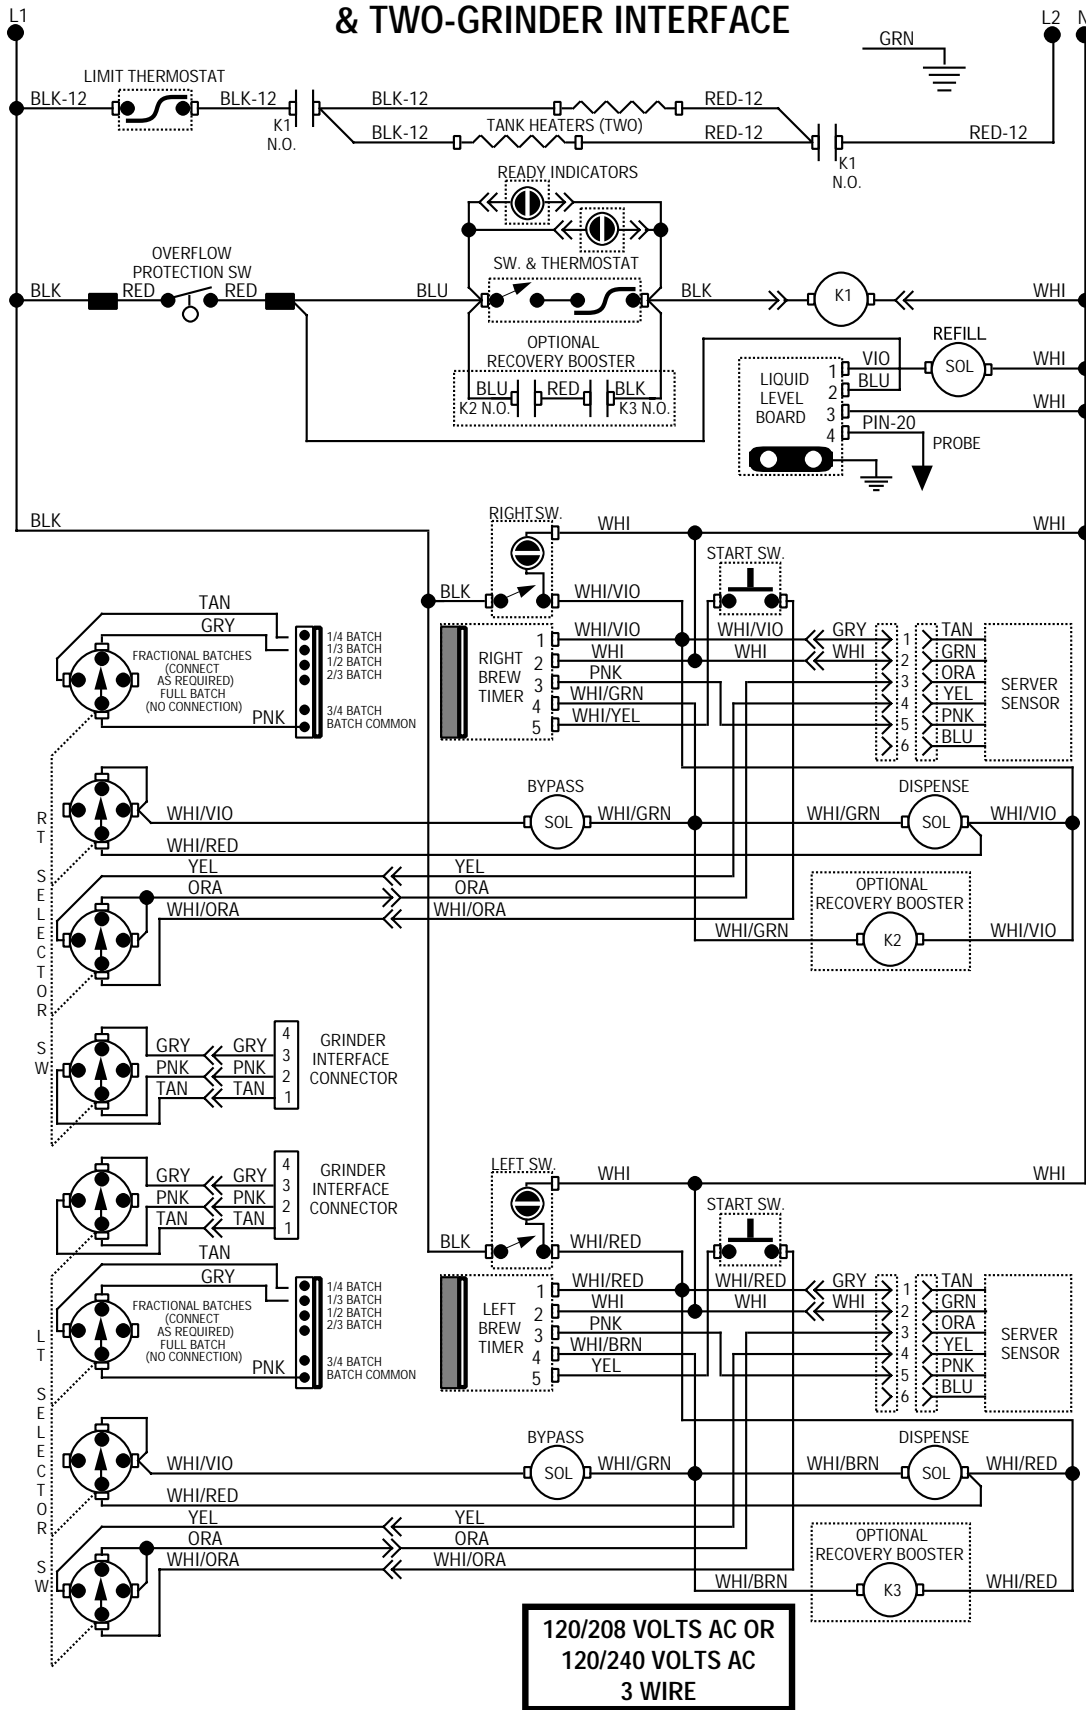 & TWO-GRINDER INTERFACE
L1
L2 N
GRN
LIMIT THERMOSTAT
BLK-12
BLK-12
K1
N.O.
BLK-12
RED-12
BLK-12
TANK HEATERS (TWO)
RED-12
RED-12
K1
N.O.
READY INDICATORS
OVERFLOW
PROTECTION SW
SW. & THERMOSTAT
BLK
RED
RED
BLU
BLK
K1
WHI
OPTIONAL
RECOVERY BOOSTER
BLU
RED
BLK
K2 N.O.
K3 N.O.
REFILL
LIQUID
LEVEL
BOARD
1
VIO
SOL
WHI
2
BLU
3
WHI
4
PIN-20
PROBE
BLK
RIGHT SW.
WHI
WHI
START SW.
BLK
WHI/VIO
TAN
GRY
FRACTIONAL BATCHES
(CONNECT
AS REQUIRED)
FULL BATCH
(NO CONNECTION)
PNK
1/4 BATCH
1/3 BATCH
1/2 BATCH
2/3 BATCH
3/4 BATCH
BATCH COMMON
RIGHT
BREW
TIMER
1
WHI/VIO
WHI/VIO
GRY
1
TAN
2
WHI
WHI
WHI
2
GRN
3
PNK
3
ORA
4
WHI/GRN
4
YEL
5
WHI/YEL
5
PNK
6
BLU
SERVER
SENSOR
RT SELECTOR SW
BYPASS
DISPENSE
WHI/VIO
SOL
WHI/GRN
WHI/GRN
SOL
WHI/VIO
WHI/RED
YEL
YEL
ORA
ORA
WHI/ORA
WHI/ORA
OPTIONAL
RECOVERY BOOSTER
WHI/GRN
K2
WHI/VIO
4
GRY
GRY
3
PNK
PNK
2
TAN
TAN
1
GRINDER
INTERFACE
CONNECTOR
4
GRY
GRY
3
PNK
PNK
2
TAN
TAN
1
GRINDER
INTERFACE
CONNECTOR
LEFT SW.
WHI
WHI
START SW.
BLK
WHI/RED
TAN
GRY
FRACTIONAL BATCHES
(CONNECT
AS REQUIRED)
FULL BATCH
(NO CONNECTION)
PNK
1/4 BATCH
1/3 BATCH
1/2 BATCH
2/3 BATCH
3/4 BATCH
BATCH COMMON
LEFT
BREW
TIMER
1
WHI/RED
WHI/RED
GRY
1
TAN
2
WHI
WHI
WHI
2
GRN
3
PNK
3
ORA
4
WHI/BRN
4
YEL
5
YEL
5
PNK
6
BLU
SERVER
SENSOR
LT SELECTOR SW
BYPASS
DISPENSE
WHI/VIO
SOL
WHI/GRN
WHI/BRN
SOL
WHI/RED
WHI/RED
YEL
YEL
ORA
ORA
WHI/ORA
WHI/ORA
OPTIONAL
RECOVERY BOOSTER
WHI/BRN
K3
WHI/RED
120/208 VOLTS AC OR
120/240 VOLTS AC
3 WIRE